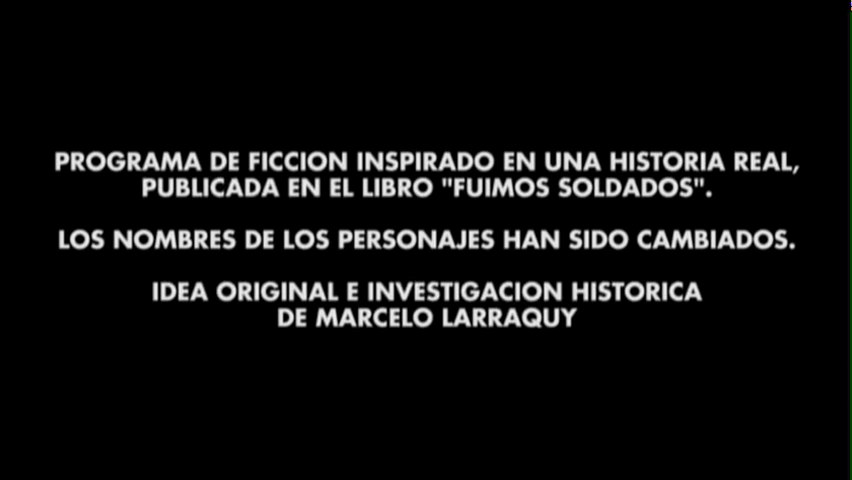 PROGRAMA DE FICCION INSPIRADO EN UNA HISTORIA REAL,
PUBLICADA EN EL LIBRO "FUIMOS SOLDADOS".
LOS NOMBRES DE LOS PERSONAJES HAN SIDO CAMBIADOS.
IDEA ORIGINAL E INVESTIGACION HISTORICA
DE MARCELO LARRAQUY